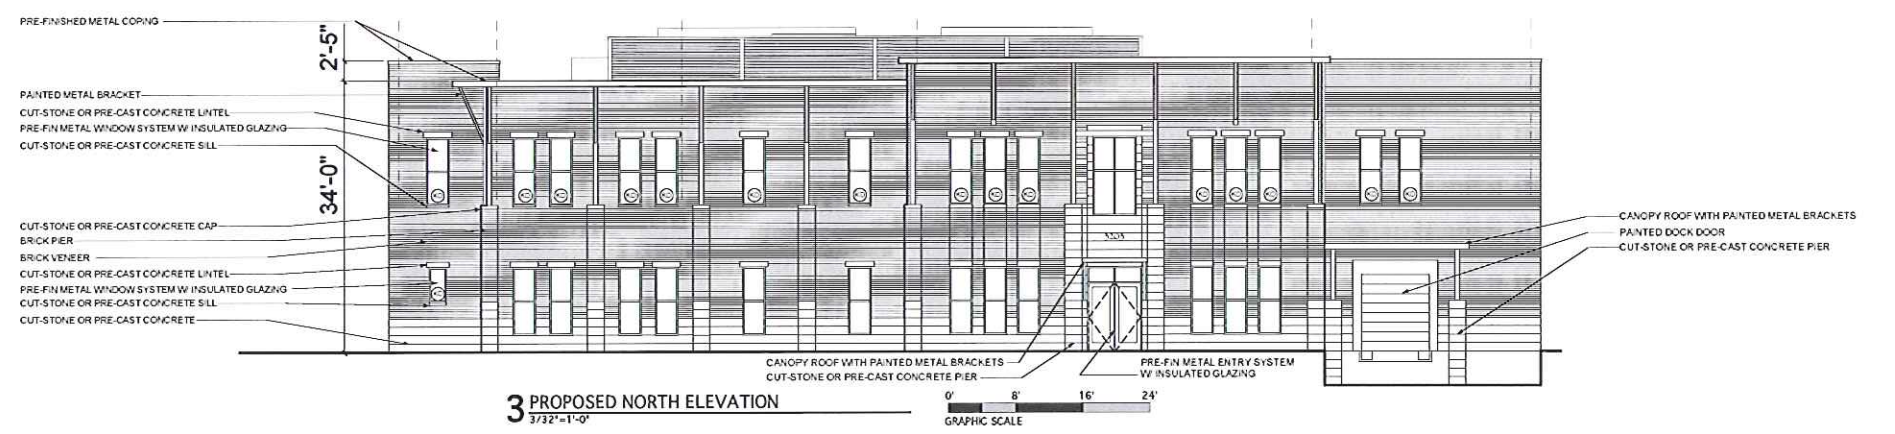 PRE-FINISHED METAL COPING
2'-5"
PAINTED METAL BRACKET
CUT-STONE OR PRE-CAST CONCRETE LINTEL
PRE-FIN METAL WINDOW SYSTEM W/ INSULATED GLAZING
CUT-STONE OR PRE-CAST CONCRETE SILL
34'-0"
CUT-STONE OR PRE-CAST CONCRETE CAP
BRICK PIER
BRICK VENEER
CUT-STONE OR PRE-CAST CONCRETE LINTEL
PRE-FIN METAL WINDOW SYSTEM W/ INSULATED GLAZING
CUT-STONE OR PRE-CAST CONCRETE SILL
CUT-STONE OR PRE-CAST CONCRETE
CANOPY ROOF WITH PAINTED METAL BRACKETS
PAINTED DOCK DOOR
CUT-STONE OR PRE-CAST CONCRETE PIER
CANOPY ROOF WITH PAINTED METAL BRACKETS
CUT-STONE OR PRE-CAST CONCRETE PIER
PRE-FIN METAL ENTRY SYSTEM
W/ INSULATED GLAZING
3 PROPOSED NORTH ELEVATION
3/32"=1'-0"
0' 8' 16' 24'
GRAPHIC SCALE